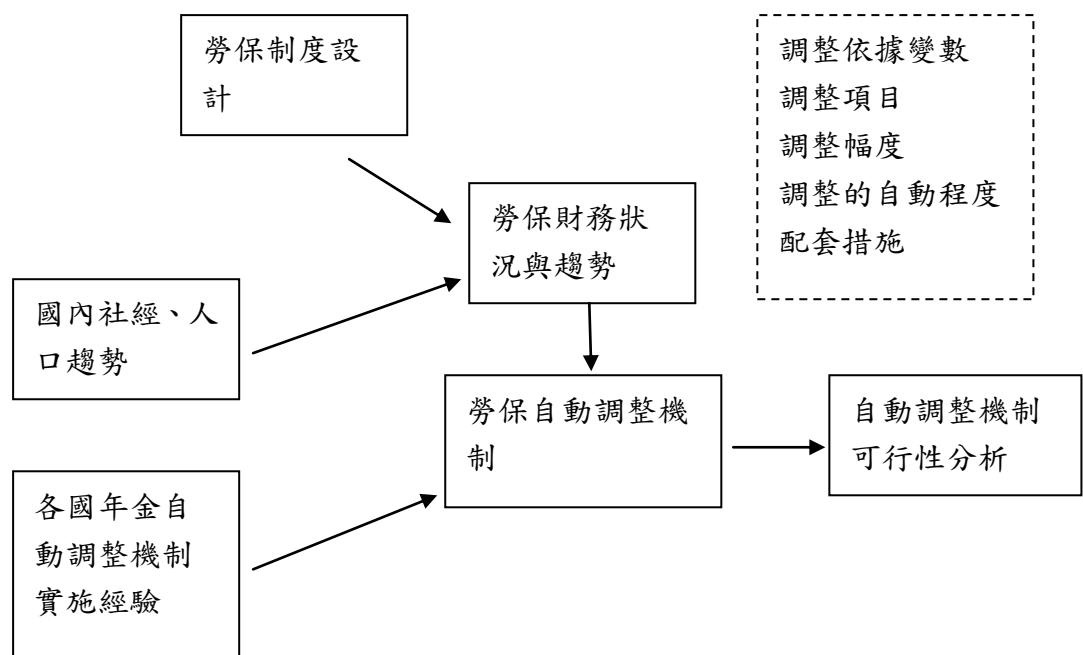 勞保制度設
計
調整依據變數
調整項目
調整幅度
調整的自動程度
配套措施
勞保財務狀
況與趨勢
國內社經、人
口趨勢
勞保自動調整機
制
自動調整機制
可行性分析
各國年金自
動調整機制
實施經驗